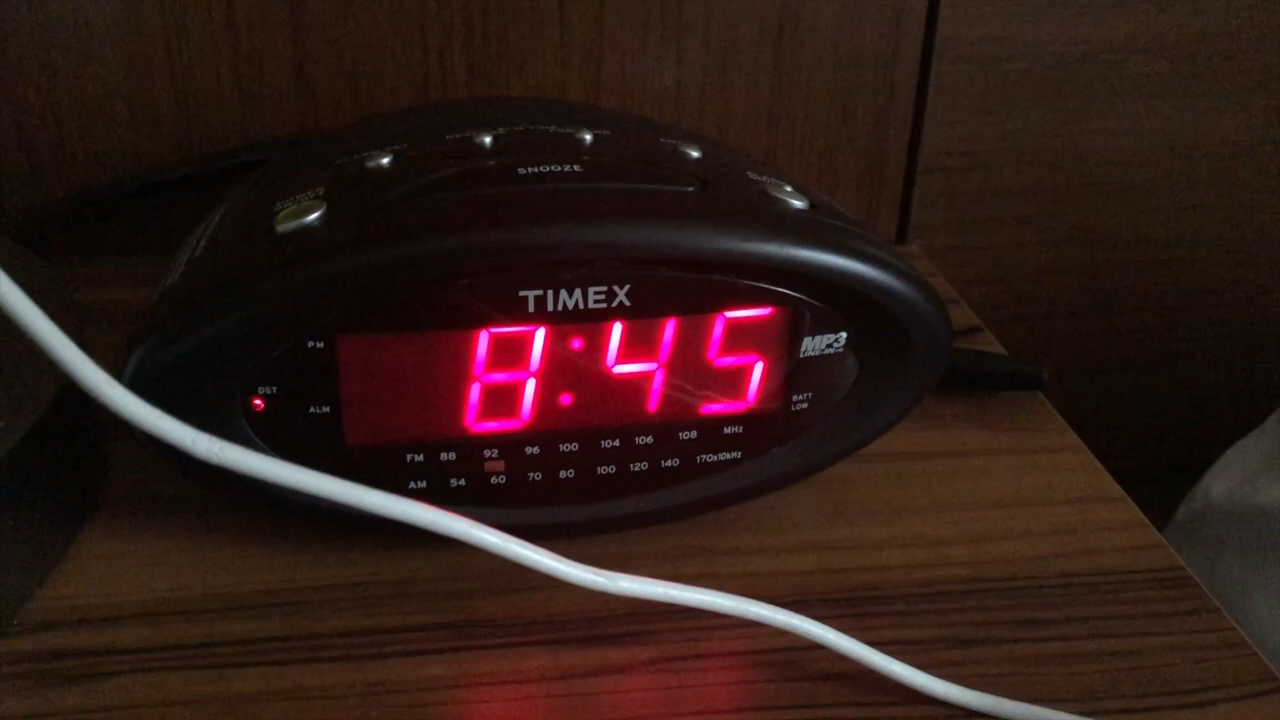 SNOOZE
TIMEX
PM
8:45
MP3
LINE-IN
DST
ALM
BATT
LOW
FM 88 92 96 100 104 106 108 MHz
AM 54 60 70 80 100 120 140 170x10kHz